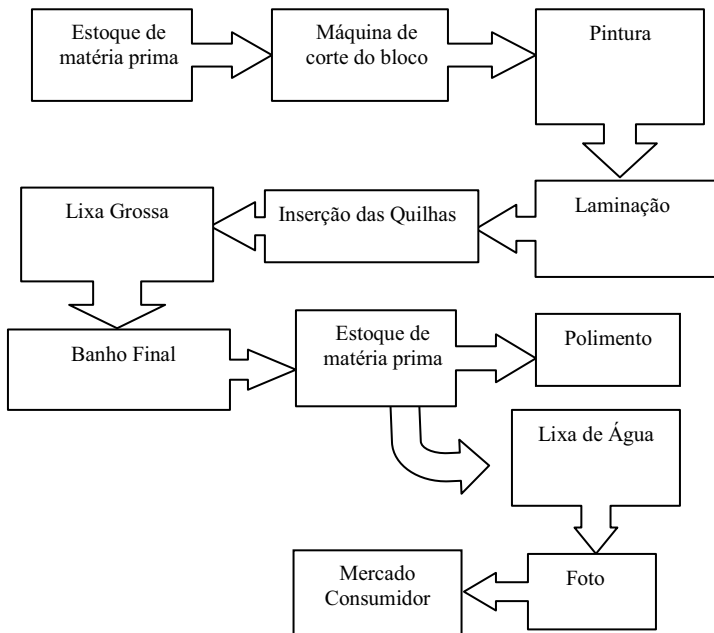 Estoque de
matéria prima
Máquina de
corte do bloco
Pintura
Laminação
Inserção das Quilhas
Lixa Grossa
Banho Final
Estoque de
matéria prima
Polimento
Lixa de Água
Foto
Mercado
Consumidor